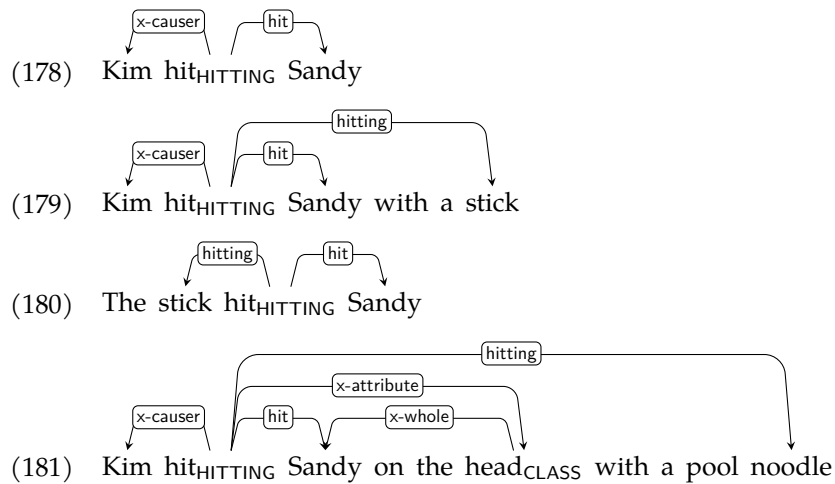 x-causer hit
(178) Kim hitHITTING Sandy
hitting
x-causer hit
(179) Kim hitHITTING Sandy with a stick
hitting hit
(180) The stick hitHITTING Sandy
hitting
x-attribute
x-causer hit x-whole
(181) Kim hitHITTING Sandy on the headCLASS with a pool noodle